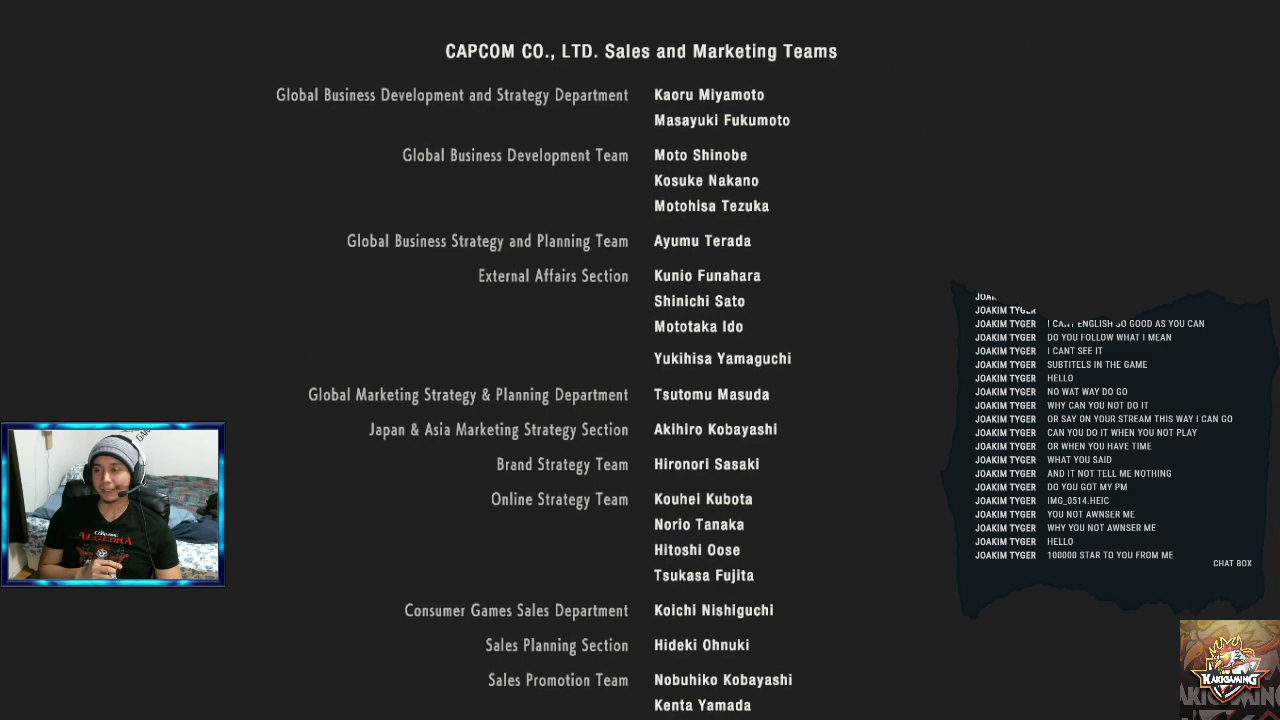 CAPCOM CO., LTD. Sales and Marketing Teams
Global Business Development and Strategy Department Kaoru Miyamoto
Masayuki Fukumoto
Global Business Development Team Moto Shinobe
Kosuke Nakano
Motohisa Tezuka
Global Business Strategy and Planning Team Ayumu Terada
External Affairs Section Kunio Funahara
Shinichi Sato
Mototaka Ido
Yukihisa Yamaguchi
Global Marketing Strategy & Planning Department Tsutomu Masuda
Japan & Asia Marketing Strategy Section Akihiro Kobayashi
Brand Strategy Team Hironori Sasaki
Online Strategy Team Kouhei Kubota
Norio Tanaka
Hitoshi Oose
Tsukasa Fujita
Consumer Games Sales Department Koichi Nishiguchi
Sales Planning Section Hideki Ohnuki
Sales Promotion Team Nobuhiko Kobayashi
Kenta Yamada
JOAKIM TYGER
JOAKIM TYGER I CANT ENGLISH SO GOOD AS YOU CAN
JOAKIM TYGER DO YOU FOLLOW WHAT I MEAN
JOAKIM TYGER I CANT SEE IT
JOAKIM TYGER SUBTITELS IN THE GAME
JOAKIM TYGER HELLO
JOAKIM TYGER NO WAT WAY DO GO
JOAKIM TYGER WHY CAN YOU NOT DO IT
JOAKIM TYGER OR SAY ON YOUR STREAM THIS WAY I CAN GO
JOAKIM TYGER CAN YOU DO IT WHEN YOU NOT PLAY
JOAKIM TYGER OR WHEN YOU HAVE TIME
JOAKIM TYGER WHAT YOU SAID
JOAKIM TYGER AND IT NOT TELL ME NOTHING
JOAKIM TYGER DO YOU GOT MY PM
JOAKIM TYGER IMG_0514.HEIC
JOAKIM TYGER YOU NOT AWNSER ME
JOAKIM TYGER WHY YOU NOT AWNSER ME
JOAKIM TYGER HELLO
JOAKIM TYGER 100000 STAR TO YOU FROM ME
CHAT BOX
ALGEBRA
KAKIGAMING